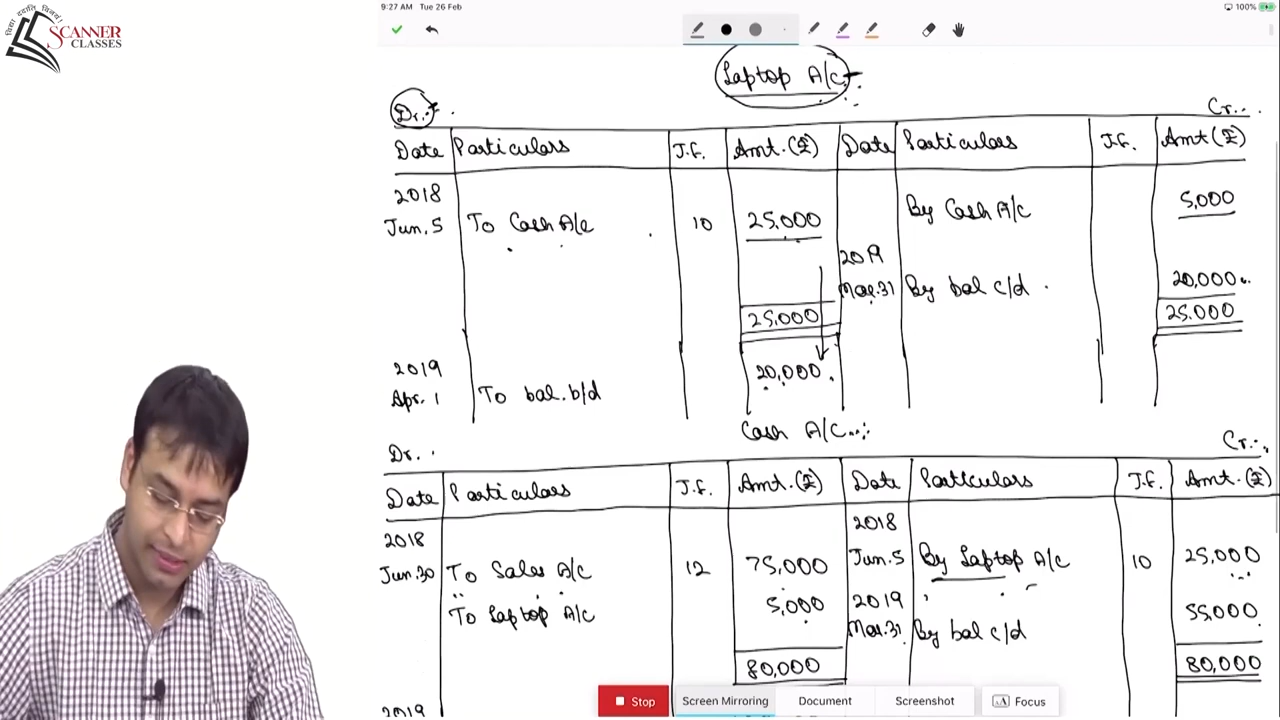 विद्या ददाति विनयं।
SCANNER
CLASSES
9:27 AM Tue 26 Feb
100%
Laptop A/c
Dr. Cr.
Date Particulars J.F. Amt.(₹) Date Particulars J.F. Amt(₹)
2018
Jun.5 To Cash A/c 10 25,000 By Cash A/c 5,000
2019
Mar.31 By bal c/d 20,000
25,000 25,000
2019
Apr. 1 To bal. b/d 20,000
Cash A/c
Dr. Cr.
Date Particulars J.F. Amt.(₹) Date Particulars J.F. Amt.(₹)
2018 2018
Jun.30 To Sales A/c 12 75,000 Jun.5 By Laptop A/c 10 25,000
To Laptop A/c 5,000 2019 55,000
Mar.31 By bal c/d
80,000 80,000
2019
Stop Screen Mirroring Document Screenshot AA Focus